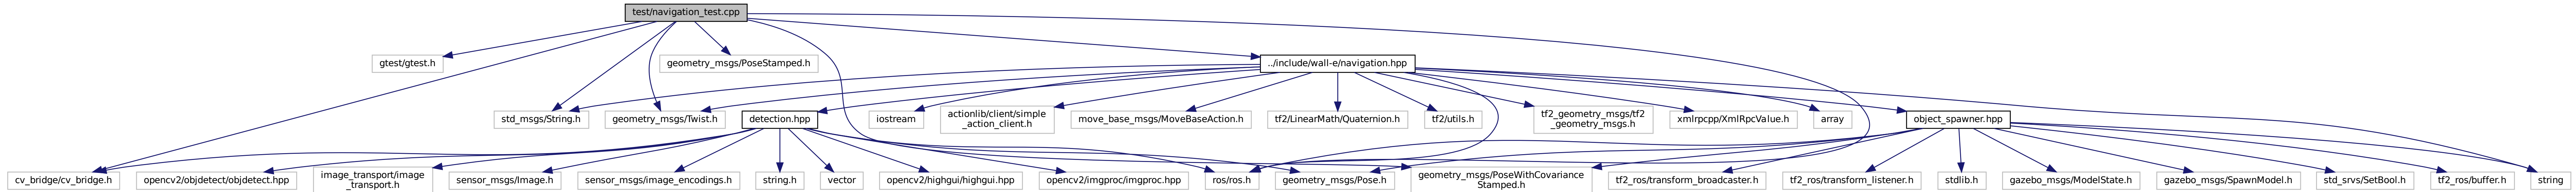 test/navigation_test.cpp
gtest/gtest.h
geometry_msgs/PoseStamped.h
../include/wall-e/navigation.hpp
std_msgs/String.h
geometry_msgs/Twist.h
detection.hpp
iostream
actionlib/client/simple
_action_client.h
move_base_msgs/MoveBaseAction.h
tf2/LinearMath/Quaternion.h
tf2/utils.h
tf2_geometry_msgs/tf2
_geometry_msgs.h
xmlrpcpp/XmlRpcValue.h
array
object_spawner.hpp
cv_bridge/cv_bridge.h
opencv2/objdetect/objdetect.hpp
image_transport/image
_transport.h
sensor_msgs/Image.h
sensor_msgs/image_encodings.h
string.h
vector
opencv2/highgui/highgui.hpp
opencv2/imgproc/imgproc.hpp
ros/ros.h
geometry_msgs/Pose.h
geometry_msgs/PoseWithCovariance
Stamped.h
tf2_ros/transform_broadcaster.h
tf2_ros/transform_listener.h
stdlib.h
gazebo_msgs/ModelState.h
gazebo_msgs/SpawnModel.h
std_srvs/SetBool.h
tf2_ros/buffer.h
string